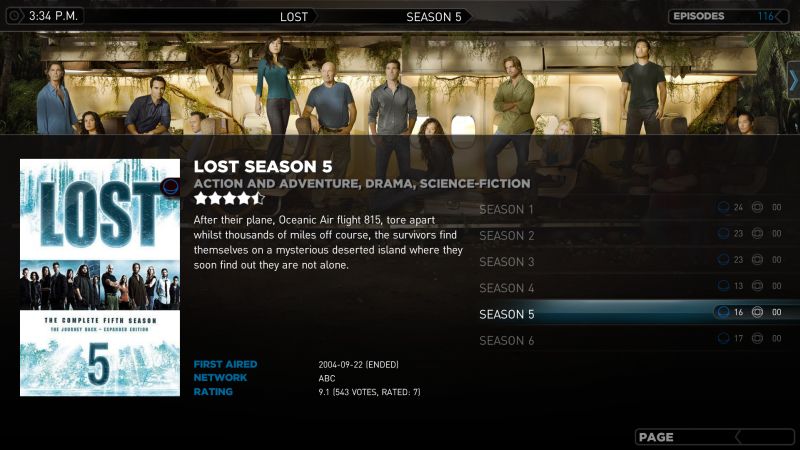 3:34 P.M.
LOST
SEASON 5
EPISODES 116
LOST
THE COMPLETE FIFTH SEASON
THE JOURNEY BACK - EXPANDED EDITION
5
LOST SEASON 5
ACTION AND ADVENTURE, DRAMA, SCIENCE-FICTION
After their plane, Oceanic Air flight 815, tore apart
whilst thousands of miles off course, the survivors find
themselves on a mysterious deserted island where they
soon find out they are not alone.
FIRST AIRED 2004-09-22 (ENDED)
NETWORK ABC
RATING 9.1 (543 VOTES, RATED: 7)
SEASON 1 24 00
SEASON 2 23 00
SEASON 3 23 00
SEASON 4 13 00
SEASON 5 16 00
SEASON 6 17 00
PAGE